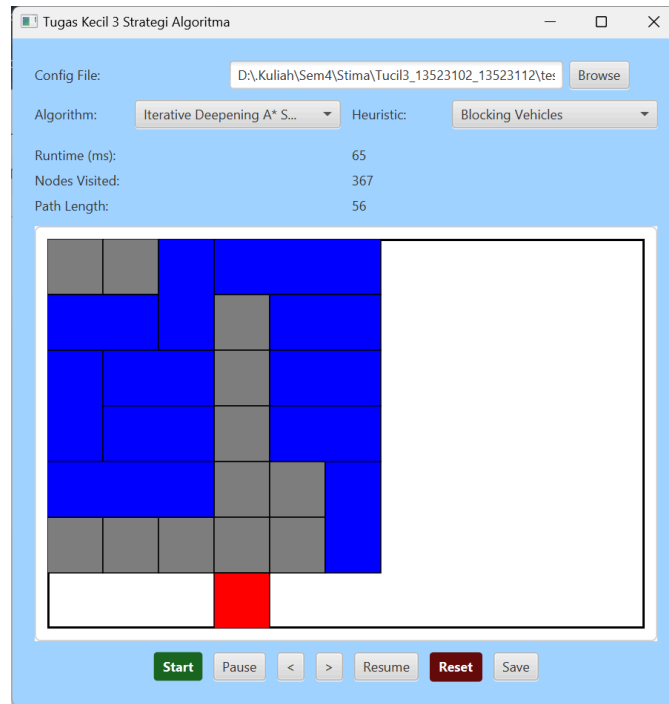 Tugas Kecil 3 Strategi Algoritma
Config File: D:\.Kuliah\Sem4\Stima\Tucil3_13523102_13523112\tes Browse
Algorithm: Iterative Deepening A* S... Heuristic: Blocking Vehicles
Runtime (ms): 65
Nodes Visited: 367
Path Length: 56
Start Pause < > Resume Reset Save